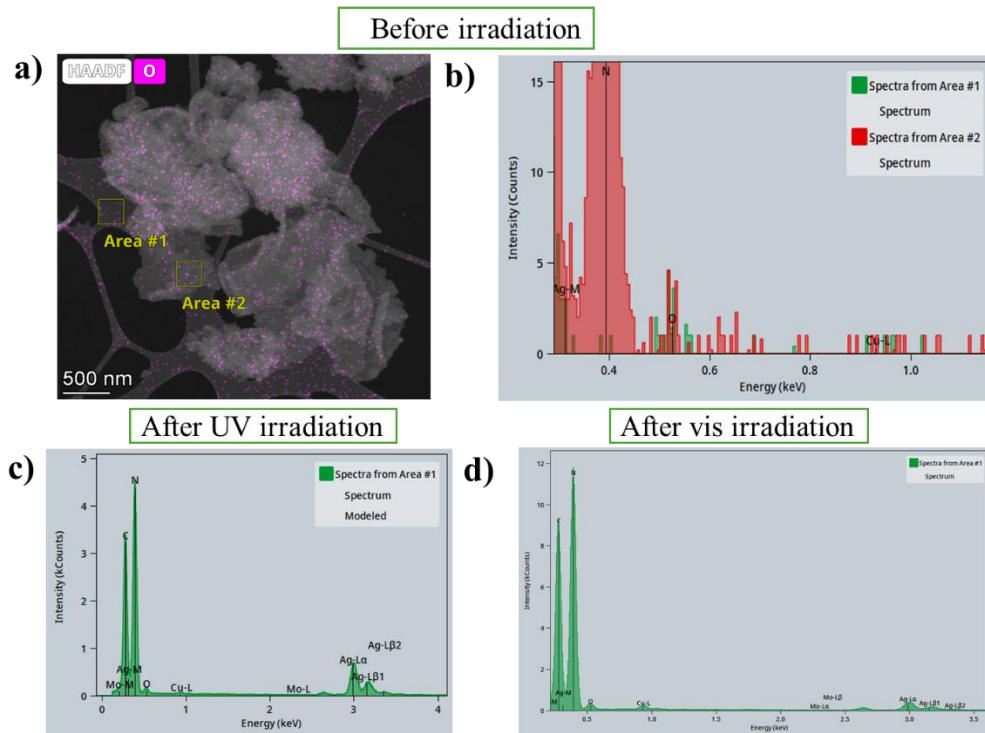 Before irradiation
a)
HAADF O
Area #1
Area #2
500 nm
b)
15
10
5
0
Intensity (Counts)
N
Ag-M
O
Cu-L
Spectra from Area #1
Spectrum
Spectra from Area #2
Spectrum
0.4 0.6 0.8 1.0
Energy (keV)
After UV irradiation
c)
5
4
3
2
1
0
Intensity (kCounts)
N
C
Ag-M
Mo-M
O
Cu-L
Mo-L
Ag-Lα
Ag-Lβ1
Ag-Lβ2
Spectra from Area #1
Spectrum
Modeled
0 1 2 3 4
Energy (keV)
After vis irradiation
d)
12
10
8
6
4
2
0
Intensity (kCounts)
N
C
Ag-M
M
O
Cu-L
Mo-Lβ
Mo-Lα
Ag-Lα
Ag-Lβ1
Ag-Lβ2
Spectra from Area #1
Spectrum
0.5 1.0 1.5 2.0 2.5 3.0 3.5
Energy (keV)